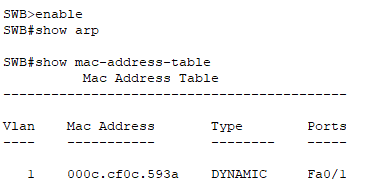 SWB>enable
SWB#show arp
SWB#show mac-address-table
Mac Address Table
-------------------------------------------
Vlan    Mac Address       Type        Ports
----    -----------       --------    -----
1    000c.cf0c.593a    DYNAMIC     Fa0/1